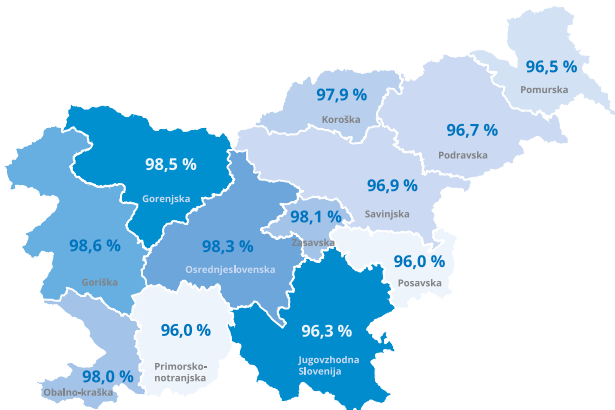 96,5 %
Pomurska
97,9 %
Koroška
96,7 %
Podravska
98,5 %
Gorenjska
96,9 %
Savinjska
98,1 %
Zasavska
98,6 %
Goriška
98,3 %
Osrednjeslovenska
96,0 %
Posavska
96,0 %
Primorsko-
notranjska
96,3 %
Jugovzhodna
Slovenija
98,0 %
Obalno-kraška